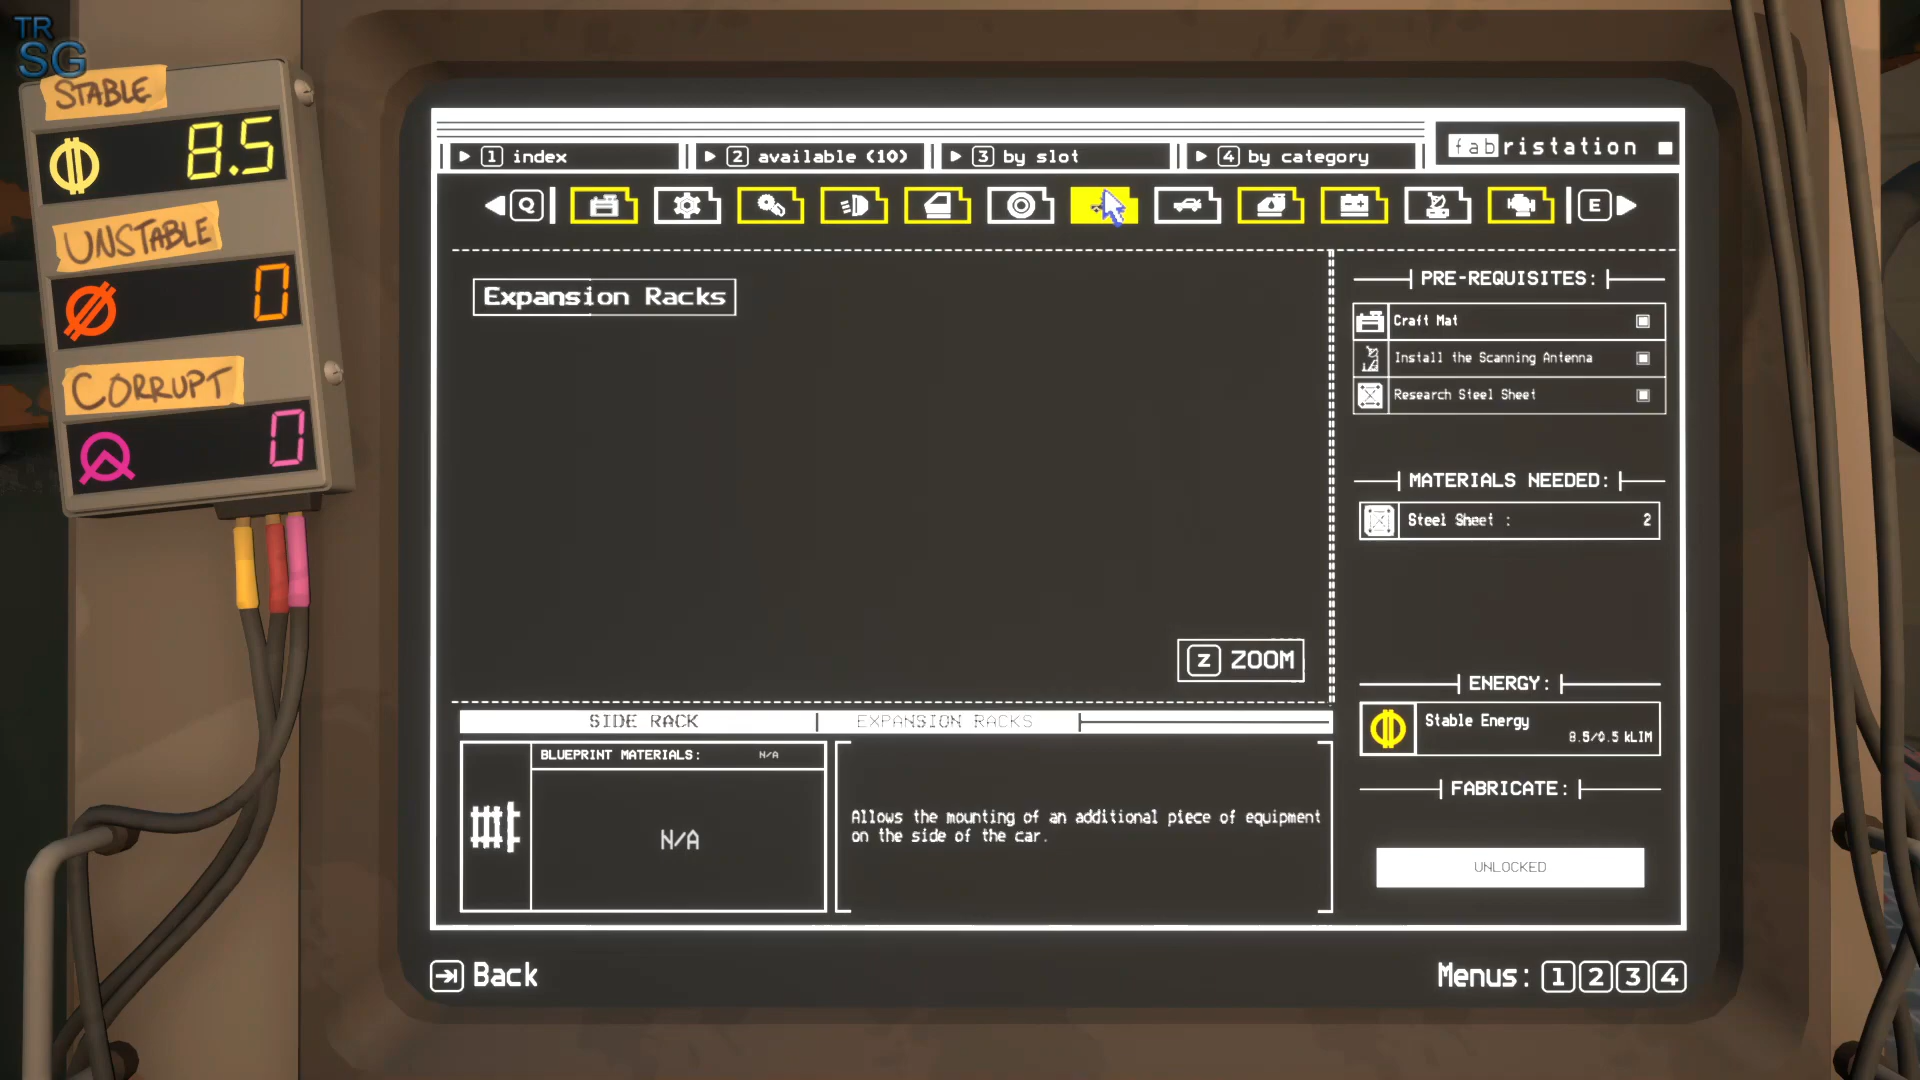 TR
SG
STABLE
8.5
UNSTABLE
0
CORRUPT
0
1 index
2 available (10)
3 by slot
4 by category
fabristation
Q
E
Expansion Racks
Z ZOOM
PRE-REQUISITES:
Craft Mat
Install the Scanning Antenna
Research Steel Sheet
MATERIALS NEEDED:
Steel Sheet : 2
ENERGY:
Stable Energy
8.5/0.5 kLIM
FABRICATE:
UNLOCKED
SIDE RACK
EXPANSION RACKS
BLUEPRINT MATERIALS: N/A
N/A
Allows the mounting of an additional piece of equipment
on the side of the car.
Back
Menus: 1 2 3 4